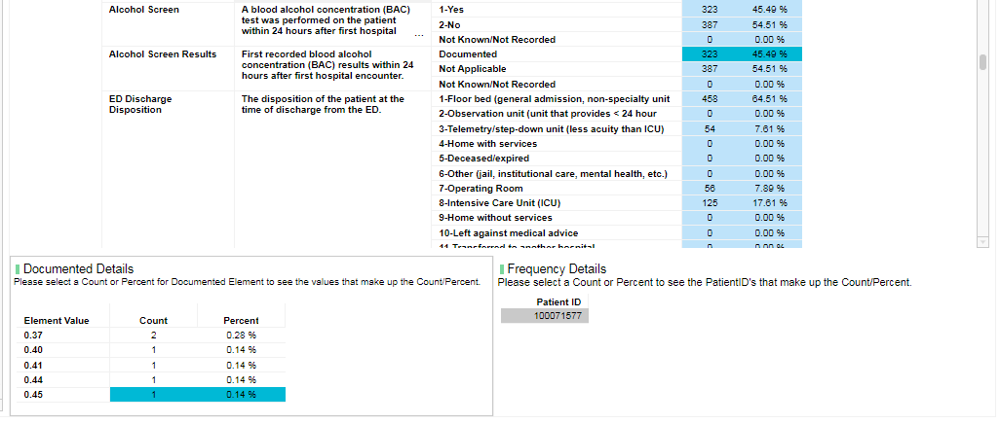 Alcohol Screen A blood alcohol concentration (BAC) 1-Yes 323 45.49 %
test was performed on the patient 2-No 387 54.51 %
within 24 hours after first hospital ... Not Known/Not Recorded 0 0.00 %
Alcohol Screen Results First recorded blood alcohol Documented 323 45.49 %
concentration (BAC) results within 24 Not Applicable 387 54.51 %
hours after first hospital encounter. Not Known/Not Recorded 0 0.00 %
ED Discharge The disposition of the patient at the 1-Floor bed (general admission, non-specialty unit 458 64.51 %
Disposition time of discharge from the ED. 2-Observation unit (unit that provides < 24 hour 0 0.00 %
3-Telemetry/step-down unit (less acuity than ICU) 54 7.61 %
4-Home with services 0 0.00 %
5-Deceased/expired 0 0.00 %
6-Other (jail, institutional care, mental health, etc.) 0 0.00 %
7-Operating Room 56 7.89 %
8-Intensive Care Unit (ICU) 125 17.61 %
9-Home without services 0 0.00 %
10-Left against medical advice 0 0.00 %
11-Transferred to another hospital 0 0.00 %
Documented Details
Please select a Count or Percent for Documented Element to see the values that make up the Count/Percent.
Element Value Count Percent
0.37 2 0.28 %
0.40 1 0.14 %
0.41 1 0.14 %
0.44 1 0.14 %
0.45 1 0.14 %
Frequency Details
Please select a Count or Percent to see the PatientID's that make up the Count/Percent.
Patient ID
100071577